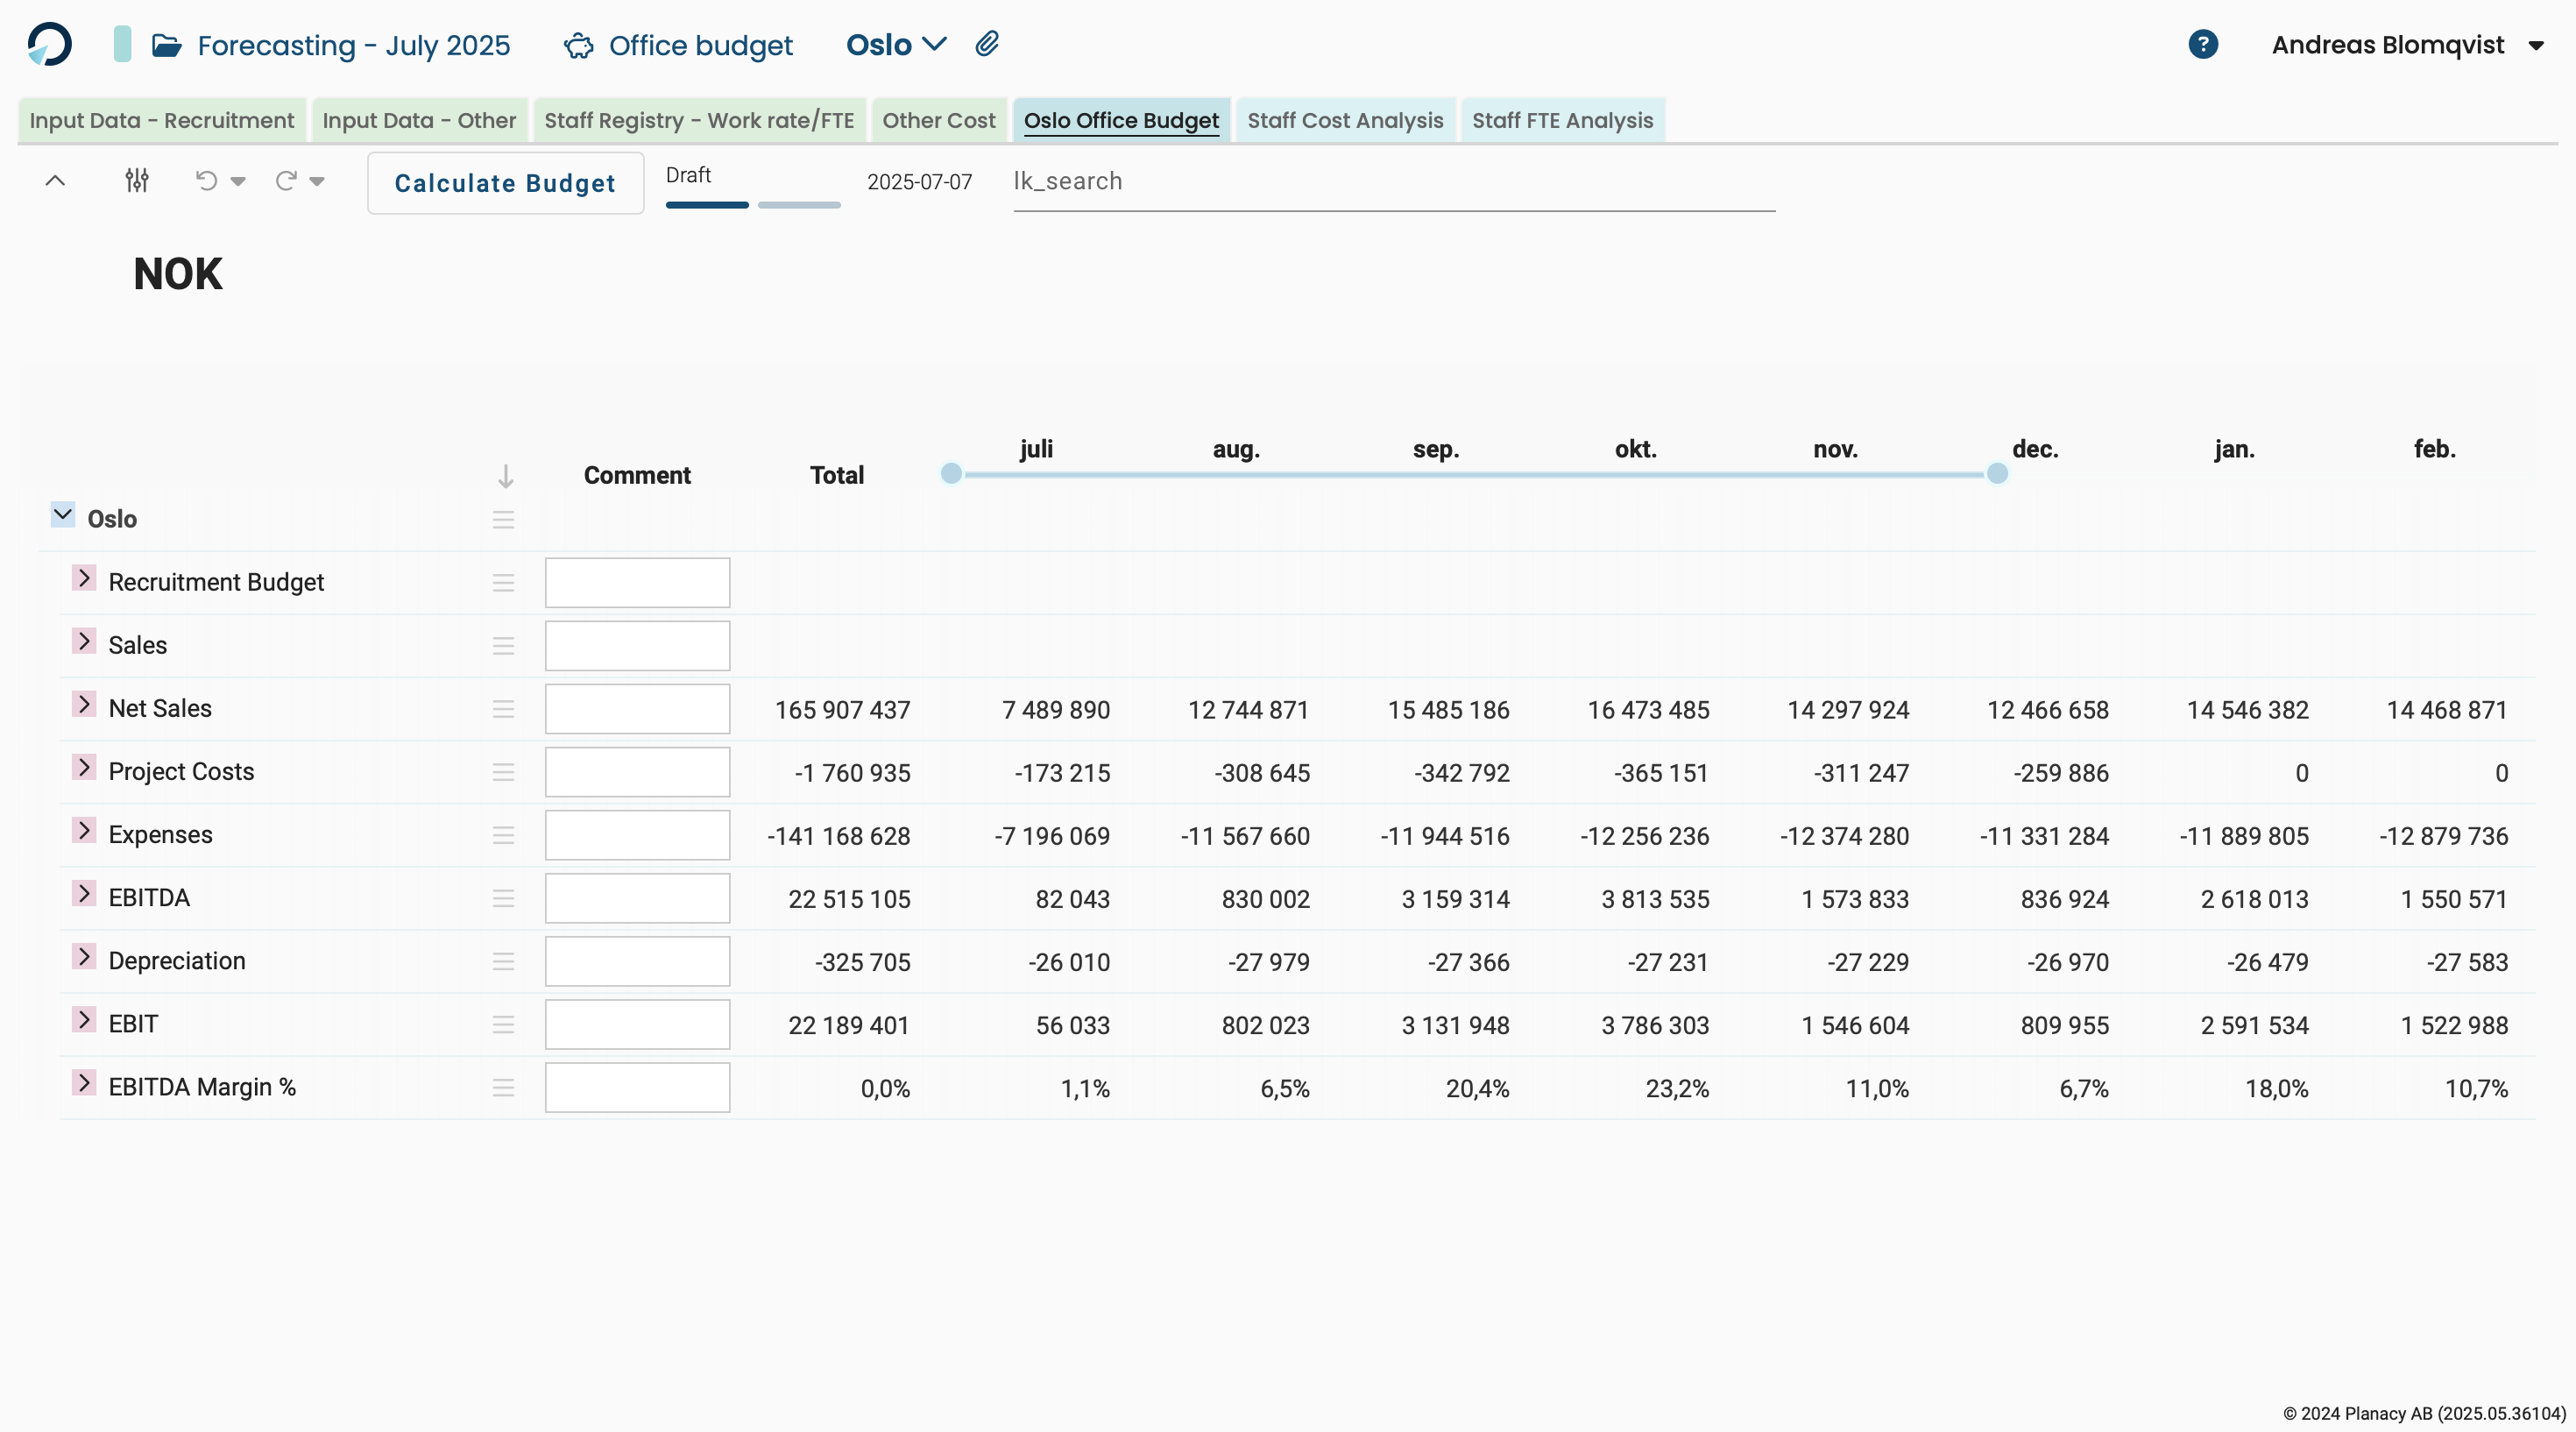 Forecasting - July 2025 Office budget Oslo ? Andreas Blomqvist
Input Data - Recruitment Input Data - Other Staff Registry - Work rate/FTE Other Cost Oslo Office Budget Staff Cost Analysis Staff FTE Analysis
Calculate Budget Draft 2025-07-07 lk_search
NOK
juli aug. sep. okt. nov. dec. jan. feb.
Comment Total
Oslo
Recruitment Budget
Sales
Net Sales 165 907 437 7 489 890 12 744 871 15 485 186 16 473 485 14 297 924 12 466 658 14 546 382 14 468 871
Project Costs -1 760 935 -173 215 -308 645 -342 792 -365 151 -311 247 -259 886 0 0
Expenses -141 168 628 -7 196 069 -11 567 660 -11 944 516 -12 256 236 -12 374 280 -11 331 284 -11 889 805 -12 879 736
EBITDA 22 515 105 82 043 830 002 3 159 314 3 813 535 1 573 833 836 924 2 618 013 1 550 571
Depreciation -325 705 -26 010 -27 979 -27 366 -27 231 -27 229 -26 970 -26 479 -27 583
EBIT 22 189 401 56 033 802 023 3 131 948 3 786 303 1 546 604 809 955 2 591 534 1 522 988
EBITDA Margin % 0,0% 1,1% 6,5% 20,4% 23,2% 11,0% 6,7% 18,0% 10,7%
© 2024 Planacy AB (2025.05.36104)